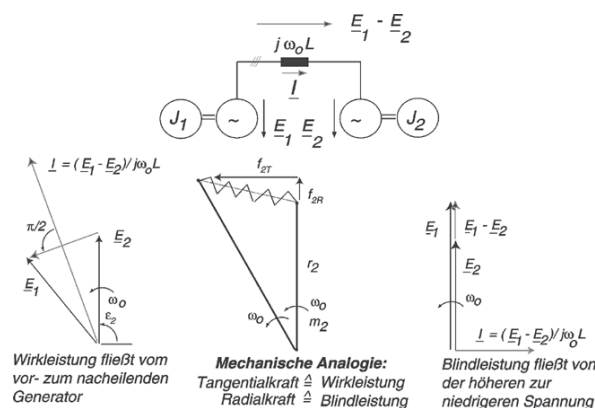 E1 - E2
j ωo L
I
J1
~
E1 E2
~
J2
I = (E1 - E2) / jωo L
π/2
E2
E1
ωo
ε2
Wirkleistung fließt vom
vor- zum nacheilenden
Generator
f2T
f2R
r2
ωo
ωo
m2
Mechanische Analogie:
Tangentialkraft ≙ Wirkleistung
Radialkraft ≙ Blindleistung
E1
E1 - E2
E2
ωo
I = (E1 - E2)/jωo L
Blindleistung fließt von
der höheren zur
niedrigeren Spannung